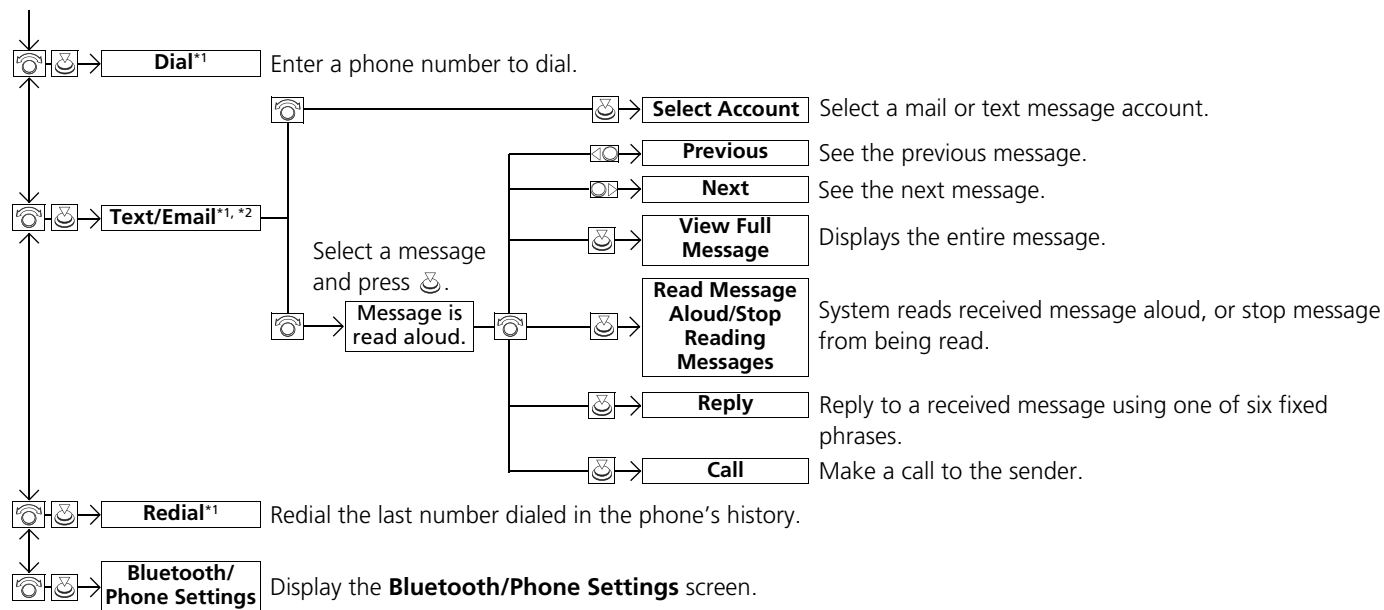 Dial*1 Enter a phone number to dial.
Select Account Select a mail or text message account.
Previous See the previous message.
Next See the next message.
Text/Email*1, *2
View Full
Message
Displays the entire message.
Select a message
and press .
Message is
read aloud.
Read Message
Aloud/Stop
Reading
Messages
System reads received message aloud, or stop message
from being read.
Reply Reply to a received message using one of six fixed
phrases.
Call Make a call to the sender.
Redial*1 Redial the last number dialed in the phone’s history.
Bluetooth/
Phone Settings
Display the Bluetooth/Phone Settings screen.